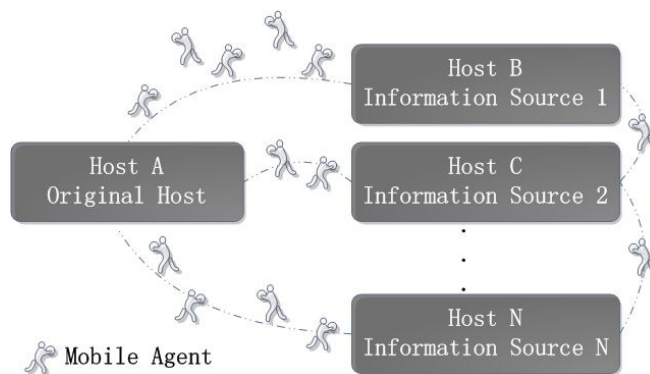 Host B
Information Source 1
Host A
Original Host
Host C
Information Source 2
Host N
Information Source N
Mobile Agent